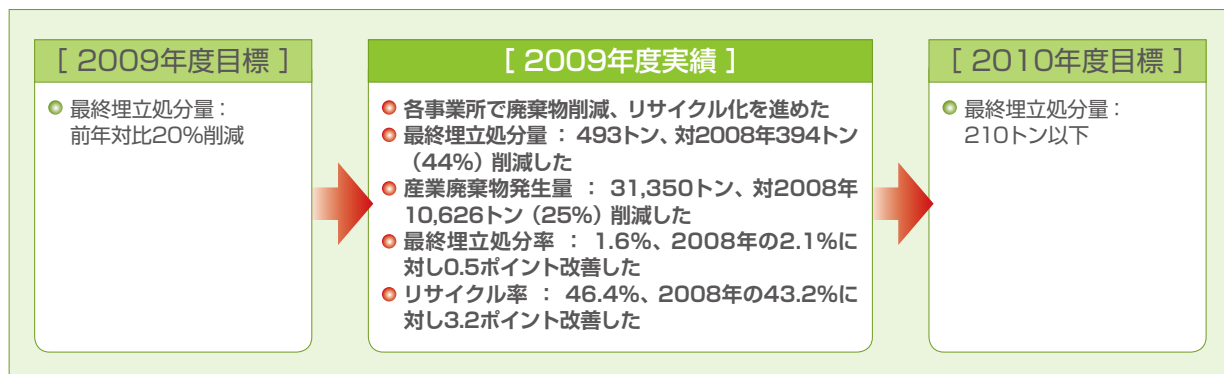 [ 2009年度目標 ]
最終埋立処分量：
前年対比20%削減
[ 2009年度実績 ]
各事業所で廃棄物削減、リサイクル化を進めた
最終埋立処分量 ： 493トン、対2008年394トン
（44%）削減した
産業廃棄物発生量 ： 31,350トン、対2008年
10,626トン（25%）削減した
最終埋立処分率 ： 1.6%、2008年の2.1%に
対し0.5ポイント改善した
リサイクル率 ： 46.4%、2008年の43.2%に
対し3.2ポイント改善した
[ 2010年度目標 ]
最終埋立処分量：
210トン以下